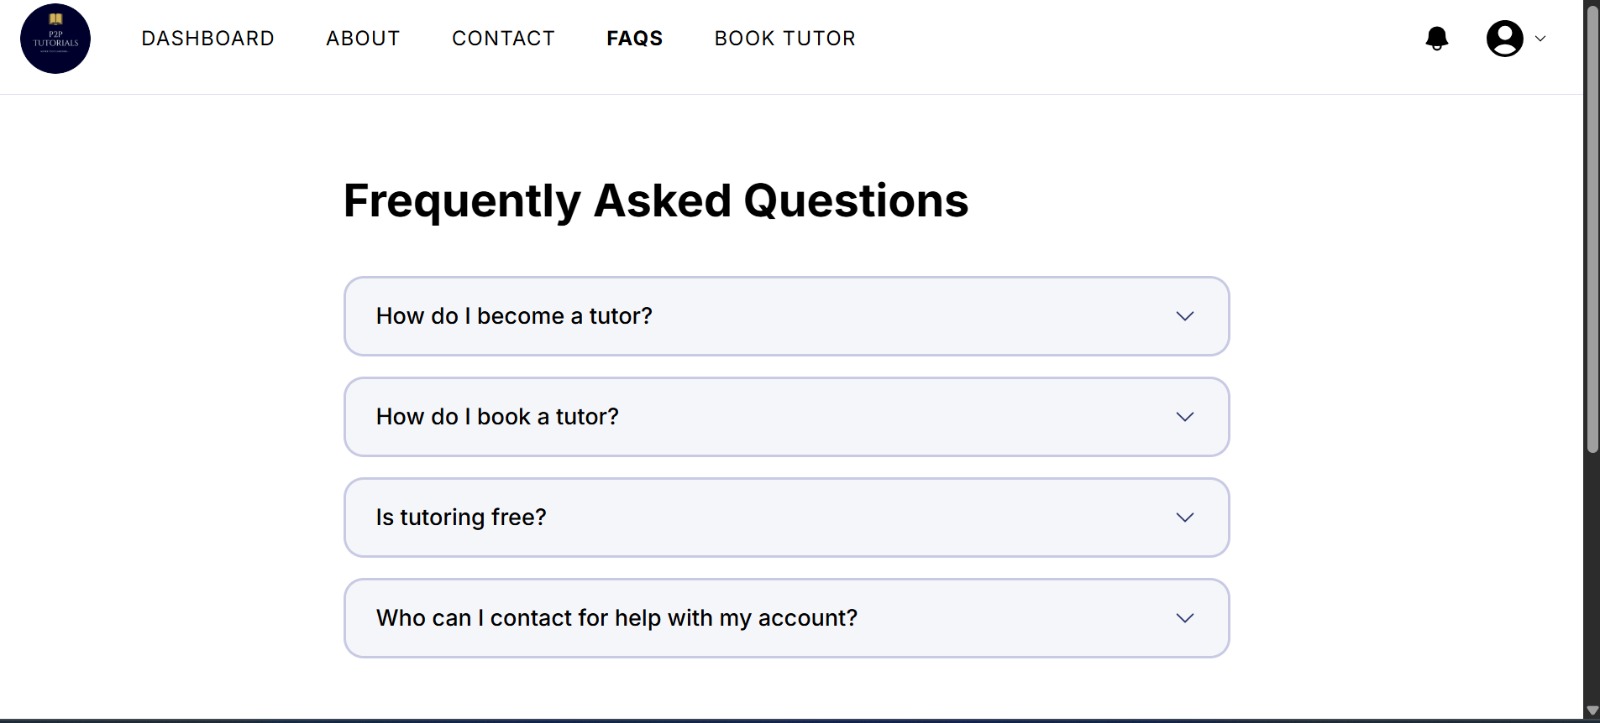 P2P
TUTORIALS
DASHBOARD
ABOUT
CONTACT
FAQS
BOOK TUTOR
Frequently Asked Questions
How do I become a tutor?
How do I book a tutor?
Is tutoring free?
Who can I contact for help with my account?